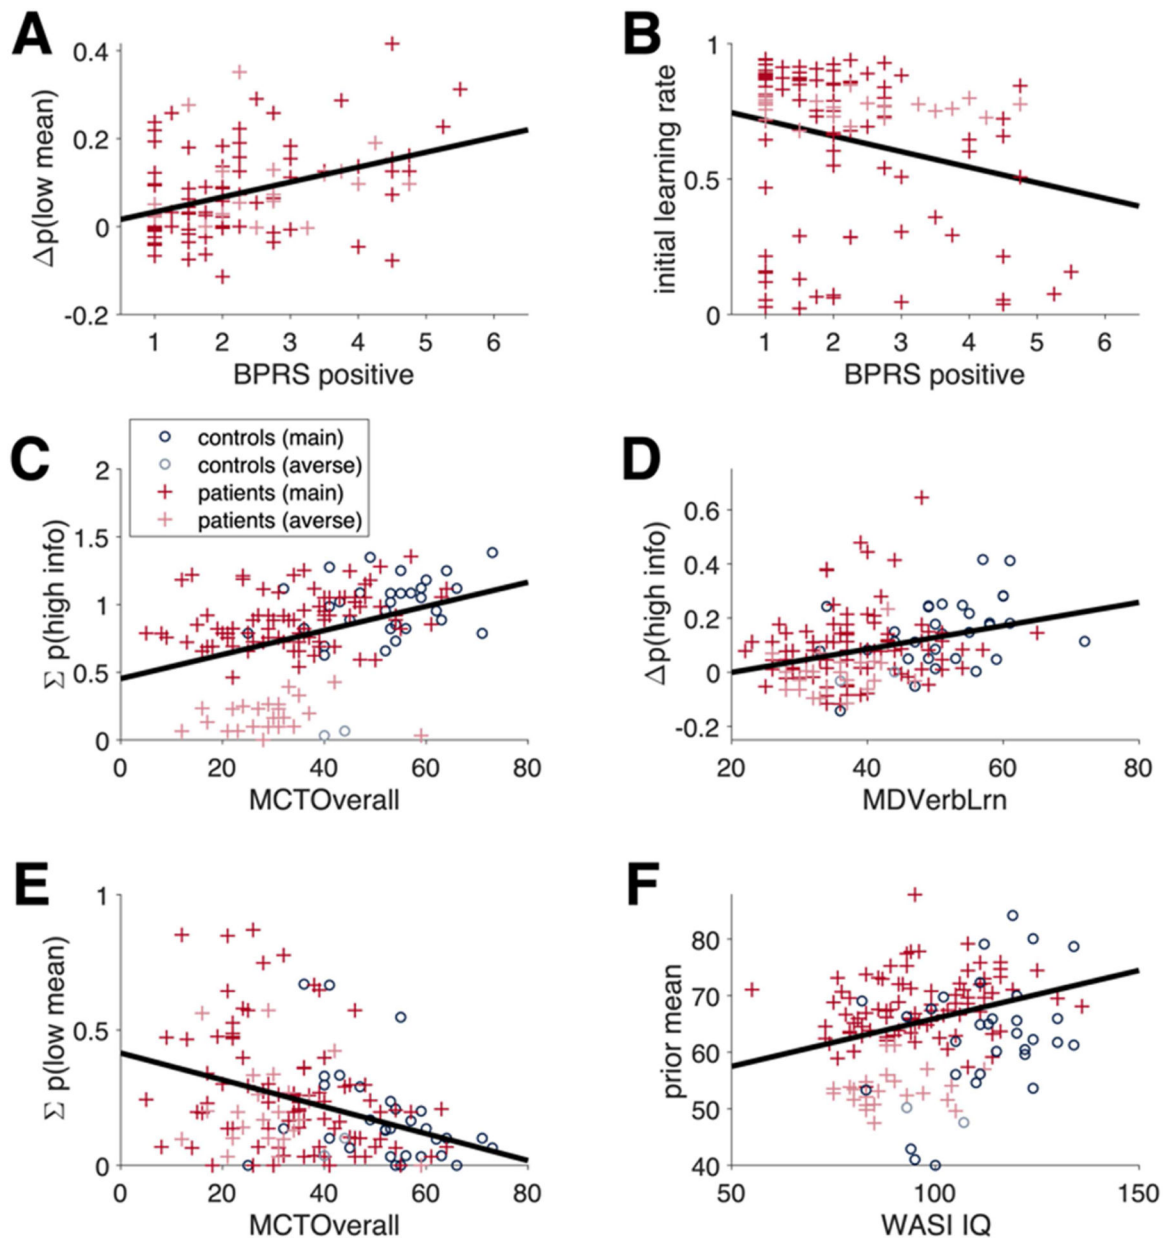 A
B
Δp(low mean)
0.4
0.2
0
-0.2
1 2 3 4 5 6
BPRS positive
initial learning rate
1
0.5
0
1 2 3 4 5 6
BPRS positive
C
D
controls (main)
controls (averse)
patients (main)
patients (averse)
Σ p(high info)
2
1.5
1
0.5
0
0 20 40 60 80
MCTOverall
Δp(high info)
0.6
0.4
0.2
0
-0.2
20 40 60 80
MDVerbLrn
E
F
Σ p(low mean)
1
0.5
0
0 20 40 60 80
MCTOverall
prior mean
80
70
60
50
40
50 100 150
WASI IQ